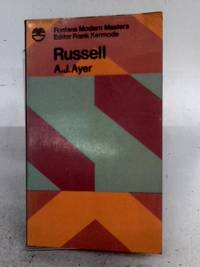 Fontana Modern Masters
Editor Frank Kermode
Russell
A.J. Ayer